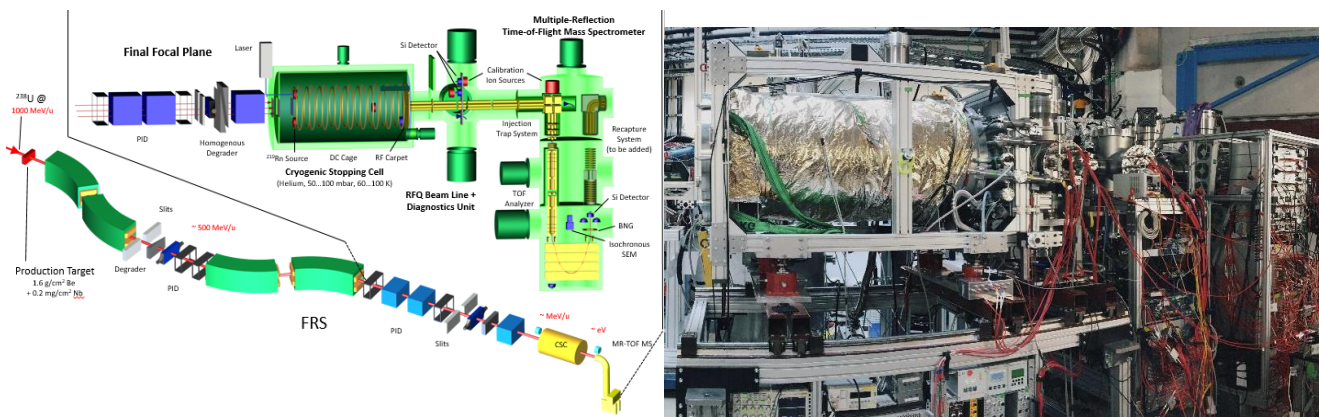 Multiple-Reflection
Time-of-Flight Mass Spectrometer
Final Focal Plane
Laser
Si Detector
Calibration
Ion Sources
²³⁸U @
1000 MeV/u
PID
Homogenous
Degrader
²¹⁹Rn Source
DC Cage
RF Carpet
Cryogenic Stopping Cell
(Helium, 50...100 mbar, 60...100 K)
Injection
Trap System
Recapture
System
(to be added)
RFQ Beam Line +
Diagnostics Unit
TOF
Analyzer
Si Detector
BNG
Isochronous
SEM
Slits
~ 500 MeV/u
Degrader
PID
Production Target
1.6 g/cm² Be
+ 0.2 mg/cm² Nb
FRS
PID
Slits
~ MeV/u
~ eV
CSC
MR-TOF MS